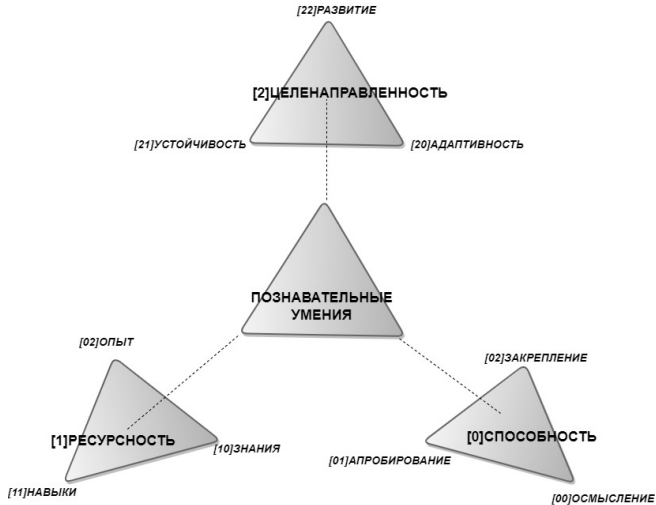 [22]РАЗВИТИЕ
[2]ЦЕЛЕНАПРАВЛЕННОСТЬ
[21]УСТОЙЧИВОСТЬ
[20]АДАПТИВНОСТЬ
ПОЗНАВАТЕЛЬНЫЕ
УМЕНИЯ
[02]ОПЫТ
[1]РЕСУРСНОСТЬ
[10]ЗНАНИЯ
[11]НАВЫКИ
[02]ЗАКРЕПЛЕНИЕ
[0]СПОСОБНОСТЬ
[01]АПРОБИРОВАНИЕ
[00]ОСМЫСЛЕНИЕ